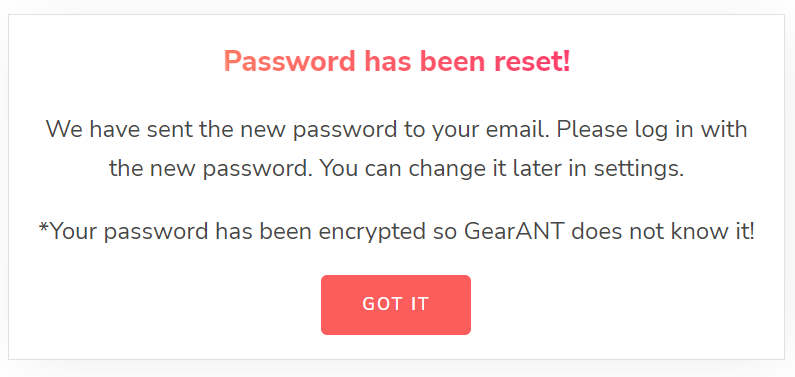 Password has been reset!
We have sent the new password to your email. Please log in with
the new password. You can change it later in settings.
*Your password has been encrypted so GearANT does not know it!
GOT IT